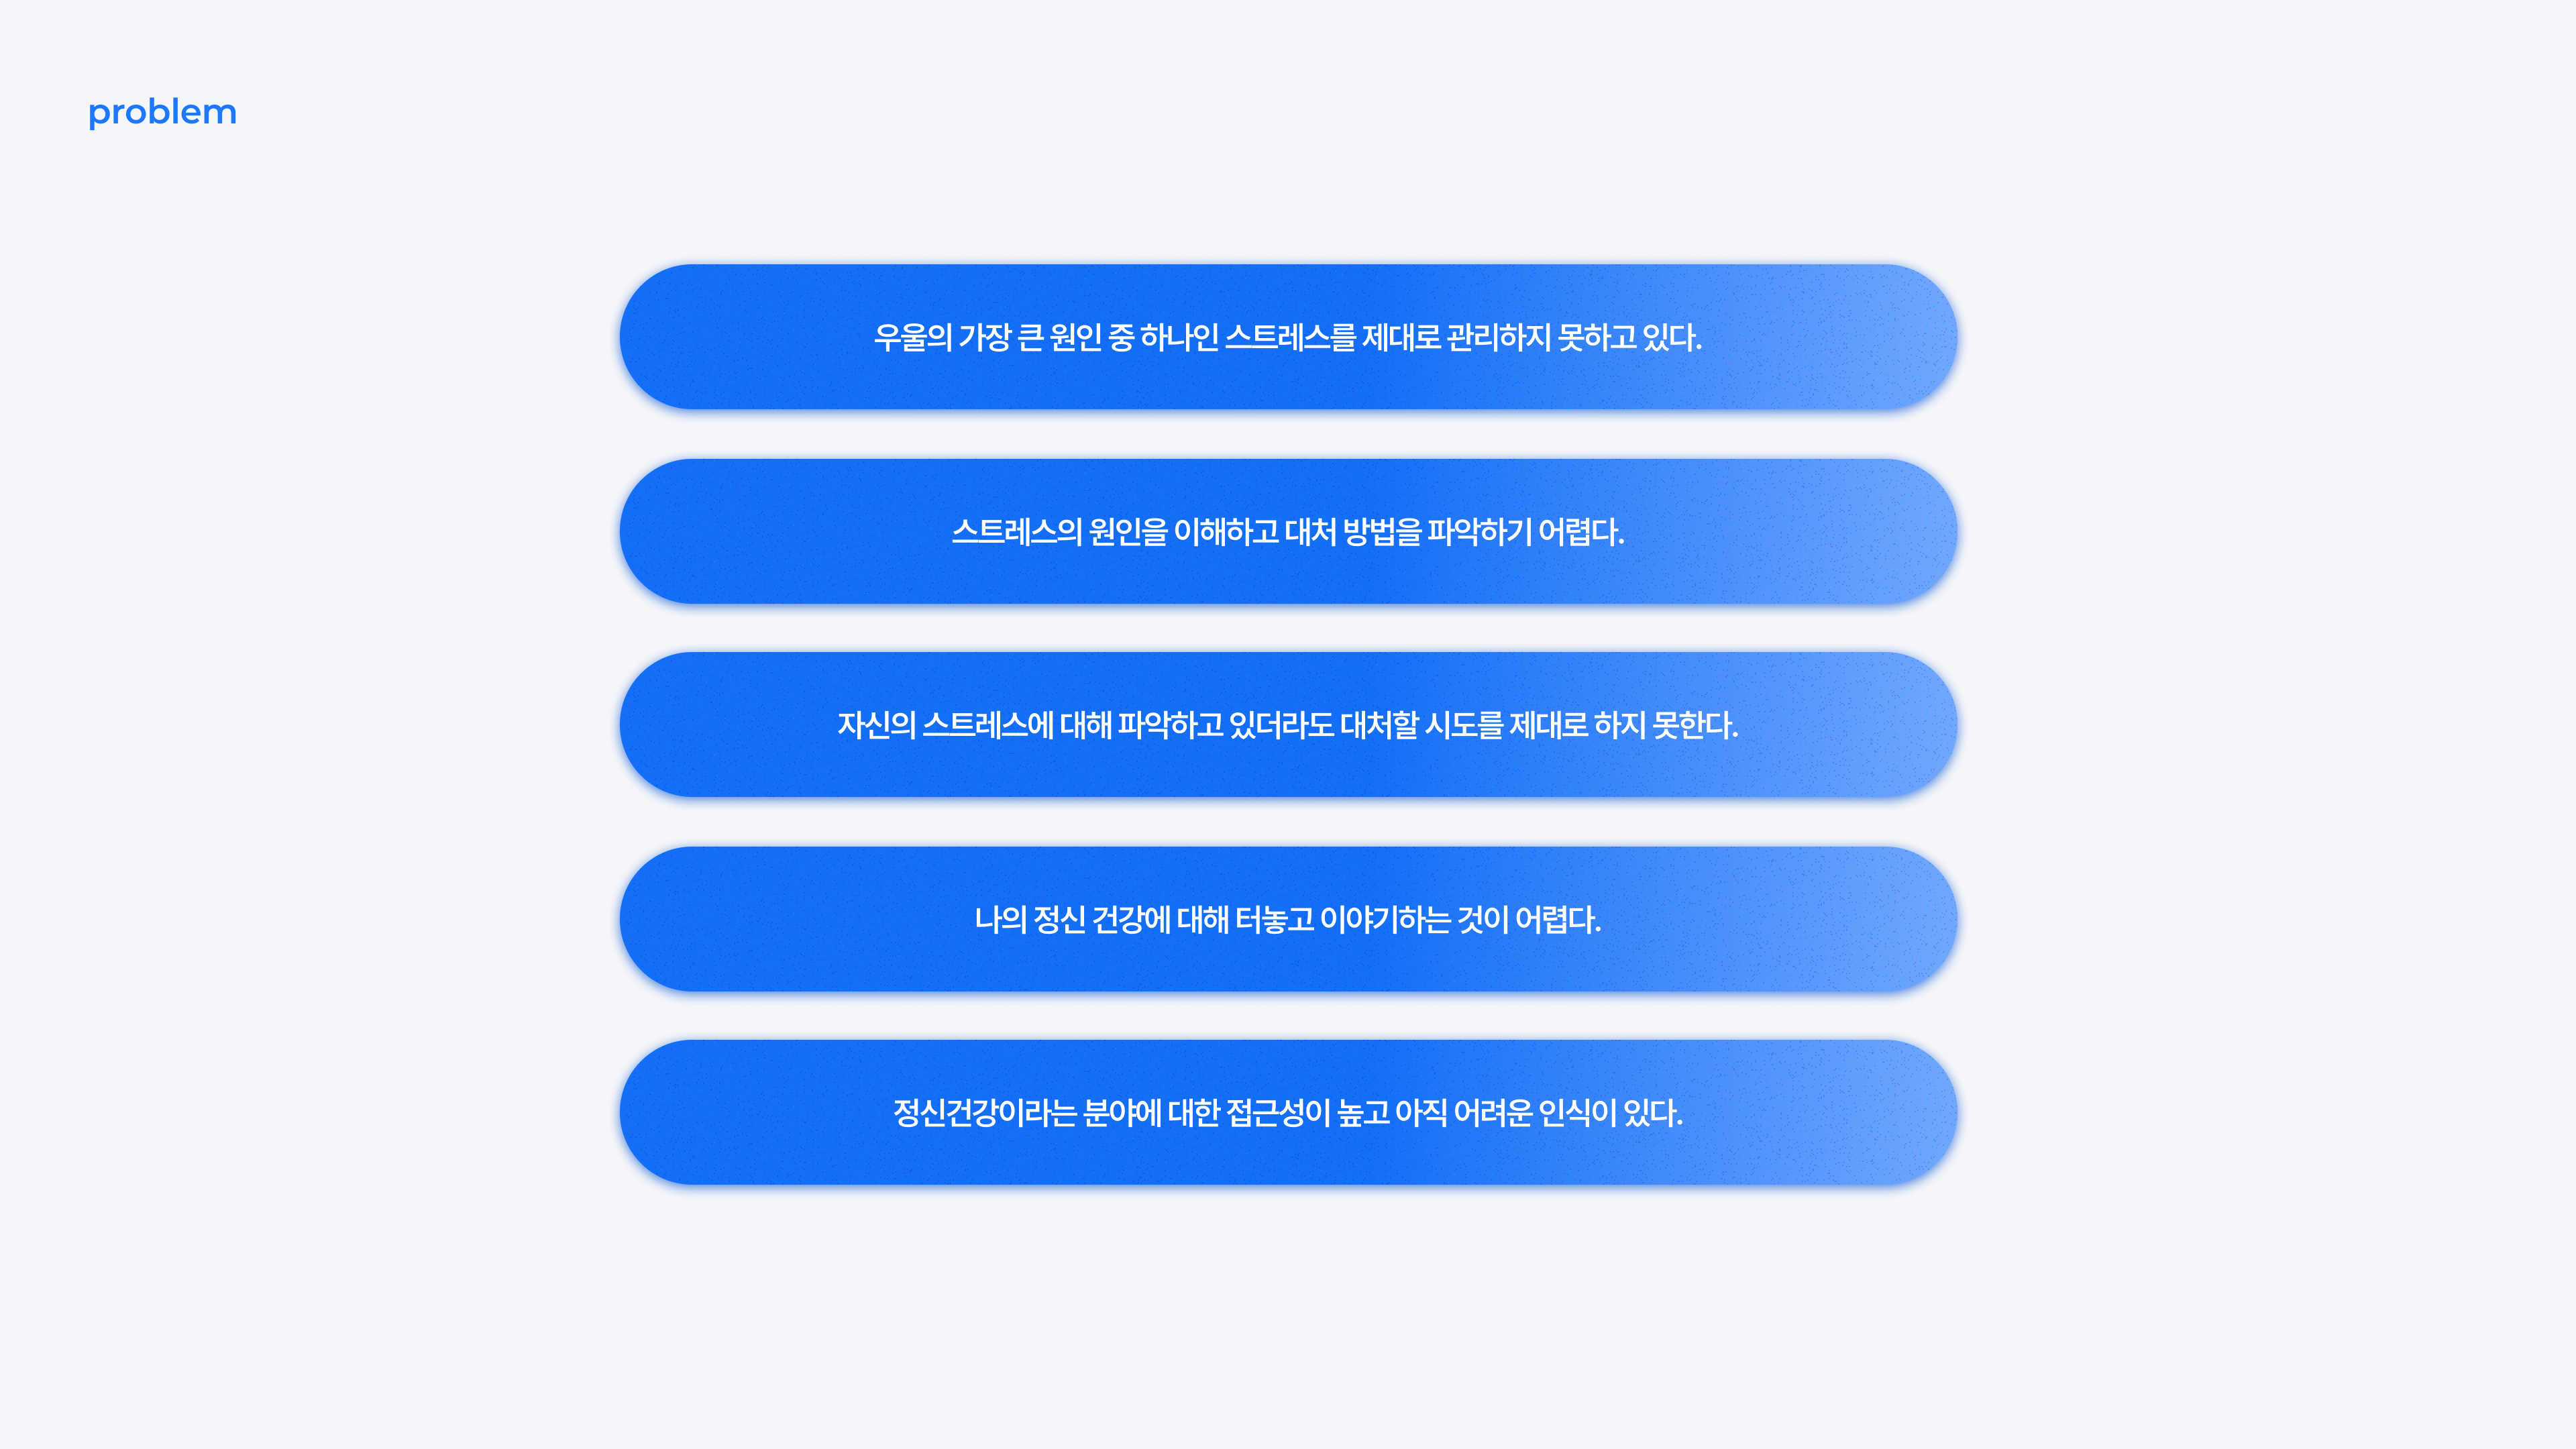 problem
우울의 가장 큰 원인 중 하나인 스트레스를 제대로 관리하지 못하고 있다.
스트레스의 원인을 이해하고 대처 방법을 파악하기 어렵다.
자신의 스트레스에 대해 파악하고 있더라도 대처할 시도를 제대로 하지 못한다.
나의 정신 건강에 대해 터놓고 이야기하는 것이 어렵다.
정신건강이라는 분야에 대한 접근성이 높고 아직 어려운 인식이 있다.